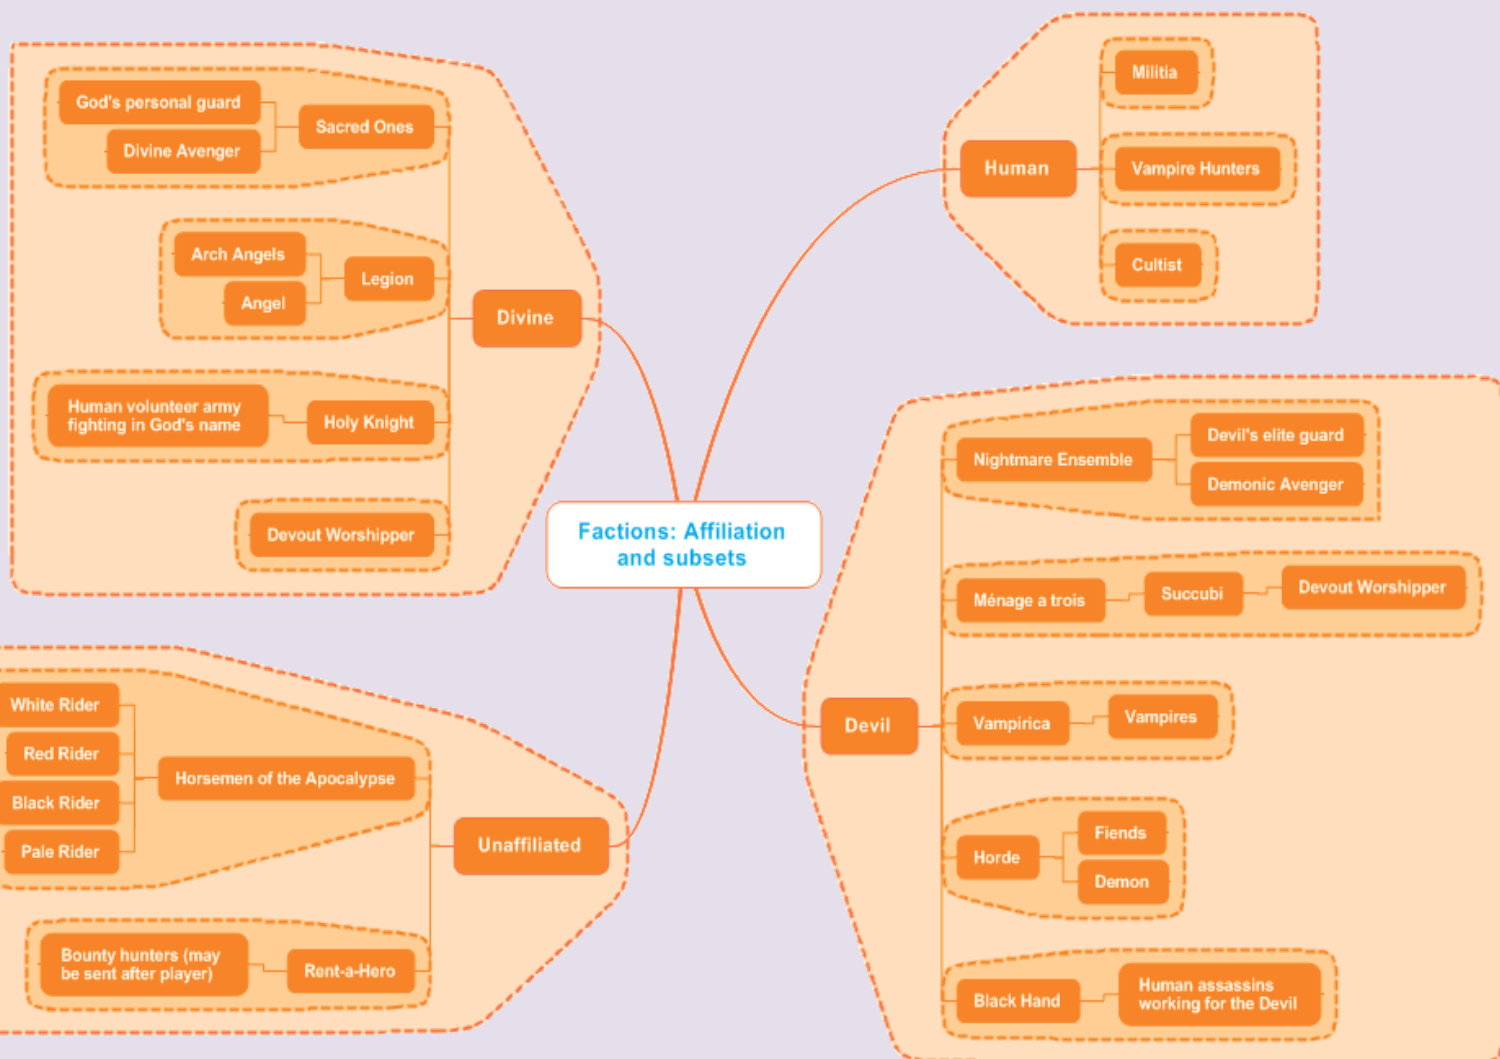 Factions: Affiliation
and subsets
Divine
Sacred Ones
God's personal guard
Divine Avenger
Legion
Arch Angels
Angel
Holy Knight
Human volunteer army
fighting in God's name
Devout Worshipper
Human
Militia
Vampire Hunters
Cultist
Devil
Nightmare Ensemble
Devil's elite guard
Demonic Avenger
Ménage a trois
Succubi
Devout Worshipper
Vampirica
Vampires
Horde
Fiends
Demon
Black Hand
Human assassins
working for the Devil
Unaffiliated
Horsemen of the Apocalypse
White Rider
Red Rider
Black Rider
Pale Rider
Rent-a-Hero
Bounty hunters (may
be sent after player)